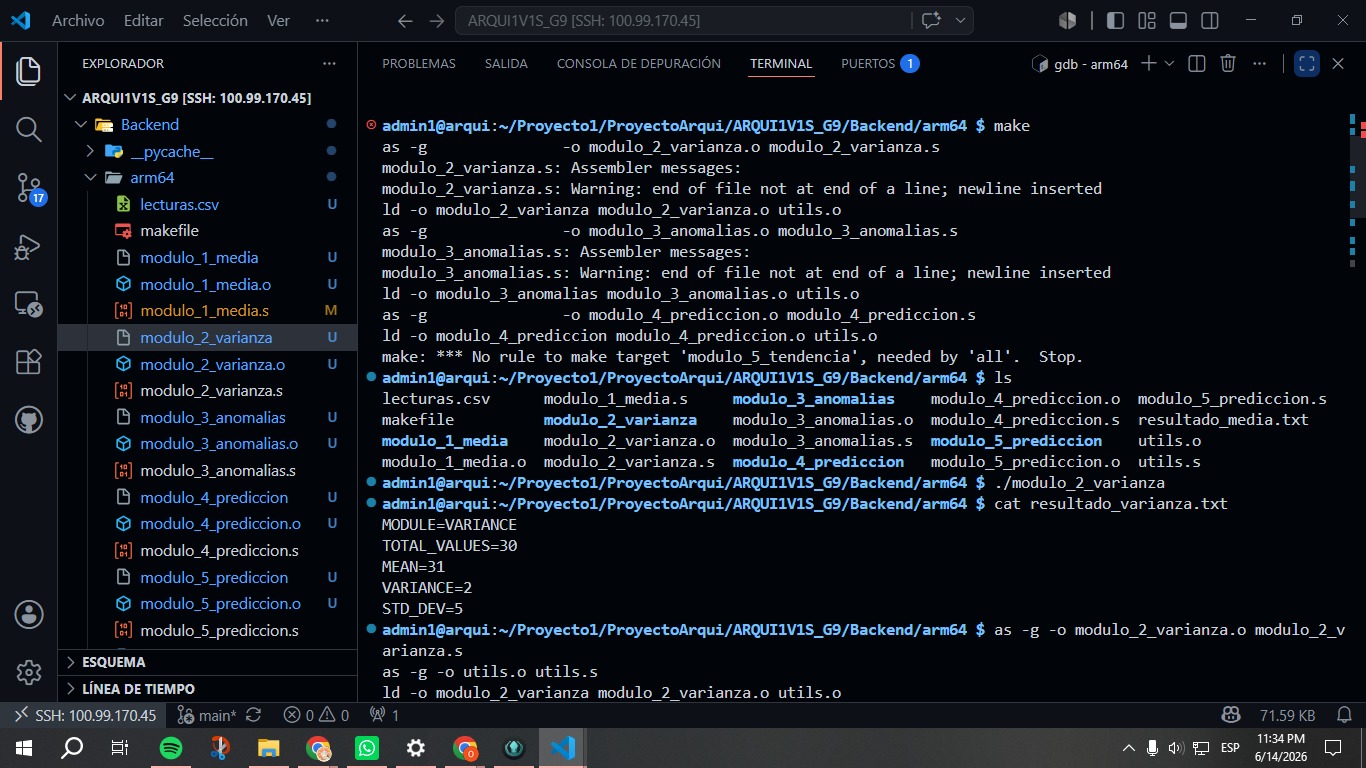 Archivo Editar Selección Ver ···
ARQUI1V1S_G9 [SSH: 100.99.170.45]
EXPLORADOR ···
ARQUI1V1S_G9 [SSH: 100.99.170.45]
Backend
__pycache__
arm64
lecturas.csv U
makefile
modulo_1_media U
modulo_1_media.o U
modulo_1_media.s M
modulo_2_varianza U
modulo_2_varianza.o U
modulo_2_varianza.s
modulo_3_anomalias U
modulo_3_anomalias.o U
modulo_3_anomalias.s
modulo_4_prediccion U
modulo_4_prediccion.o U
modulo_4_prediccion.s
modulo_5_prediccion U
modulo_5_prediccion.o U
modulo_5_prediccion.s
ESQUEMA
LÍNEA DE TIEMPO
17
PROBLEMAS SALIDA CONSOLA DE DEPURACIÓN TERMINAL PUERTOS 1
gdb - arm64
admin1@arqui:~/Proyecto1/ProyectoArqui/ARQUI1V1S_G9/Backend/arm64 $ make
as -g -o modulo_2_varianza.o modulo_2_varianza.s
modulo_2_varianza.s: Assembler messages:
modulo_2_varianza.s: Warning: end of file not at end of a line; newline inserted
ld -o modulo_2_varianza modulo_2_varianza.o utils.o
as -g -o modulo_3_anomalias.o modulo_3_anomalias.s
modulo_3_anomalias.s: Assembler messages:
modulo_3_anomalias.s: Warning: end of file not at end of a line; newline inserted
ld -o modulo_3_anomalias modulo_3_anomalias.o utils.o
as -g -o modulo_4_prediccion.o modulo_4_prediccion.s
ld -o modulo_4_prediccion modulo_4_prediccion.o utils.o
make: *** No rule to make target 'modulo_5_tendencia', needed by 'all'. Stop.
admin1@arqui:~/Proyecto1/ProyectoArqui/ARQUI1V1S_G9/Backend/arm64 $ ls
lecturas.csv modulo_1_media.s modulo_3_anomalias modulo_4_prediccion.o modulo_5_prediccion.s
makefile modulo_2_varianza modulo_3_anomalias.o modulo_4_prediccion.s resultado_media.txt
modulo_1_media modulo_2_varianza.o modulo_3_anomalias.s modulo_5_prediccion utils.o
modulo_1_media.o modulo_2_varianza.s modulo_4_prediccion modulo_5_prediccion.o utils.s
admin1@arqui:~/Proyecto1/ProyectoArqui/ARQUI1V1S_G9/Backend/arm64 $ ./modulo_2_varianza
admin1@arqui:~/Proyecto1/ProyectoArqui/ARQUI1V1S_G9/Backend/arm64 $ cat resultado_varianza.txt
MODULE=VARIANCE
TOTAL_VALUES=30
MEAN=31
VARIANCE=2
STD_DEV=5
admin1@arqui:~/Proyecto1/ProyectoArqui/ARQUI1V1S_G9/Backend/arm64 $ as -g -o modulo_2_varianza.o modulo_2_v
arianza.s
as -g -o utils.o utils.s
ld -o modulo_2_varianza modulo_2_varianza.o utils.o
SSH: 100.99.170.45 main* 0 0 1 71.59 KB
ESP
11:34 PM
6/14/2026